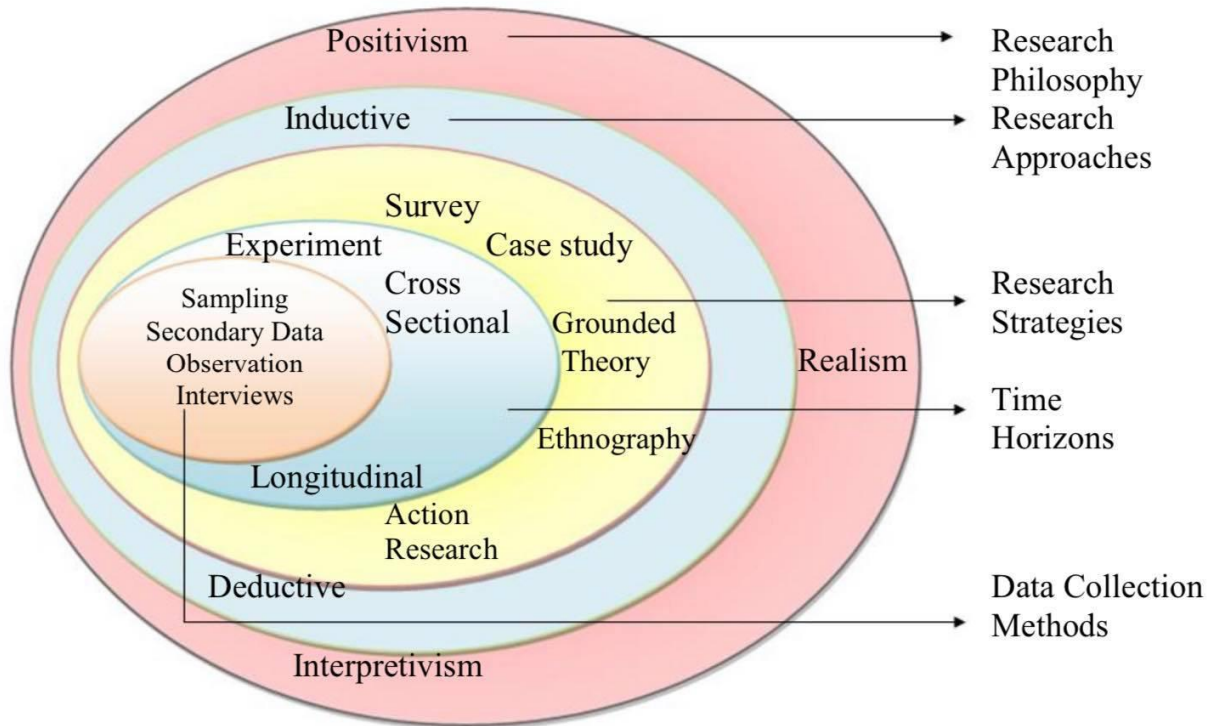 Positivism
Research
Philosophy
Inductive
Research
Approaches
Survey
Experiment
Case study
Cross
Sectional
Sampling
Secondary Data
Observation
Interviews
Grounded
Theory
Research
Strategies
Realism
Time
Horizons
Ethnography
Longitudinal
Action
Research
Deductive
Data Collection
Methods
Interpretivism